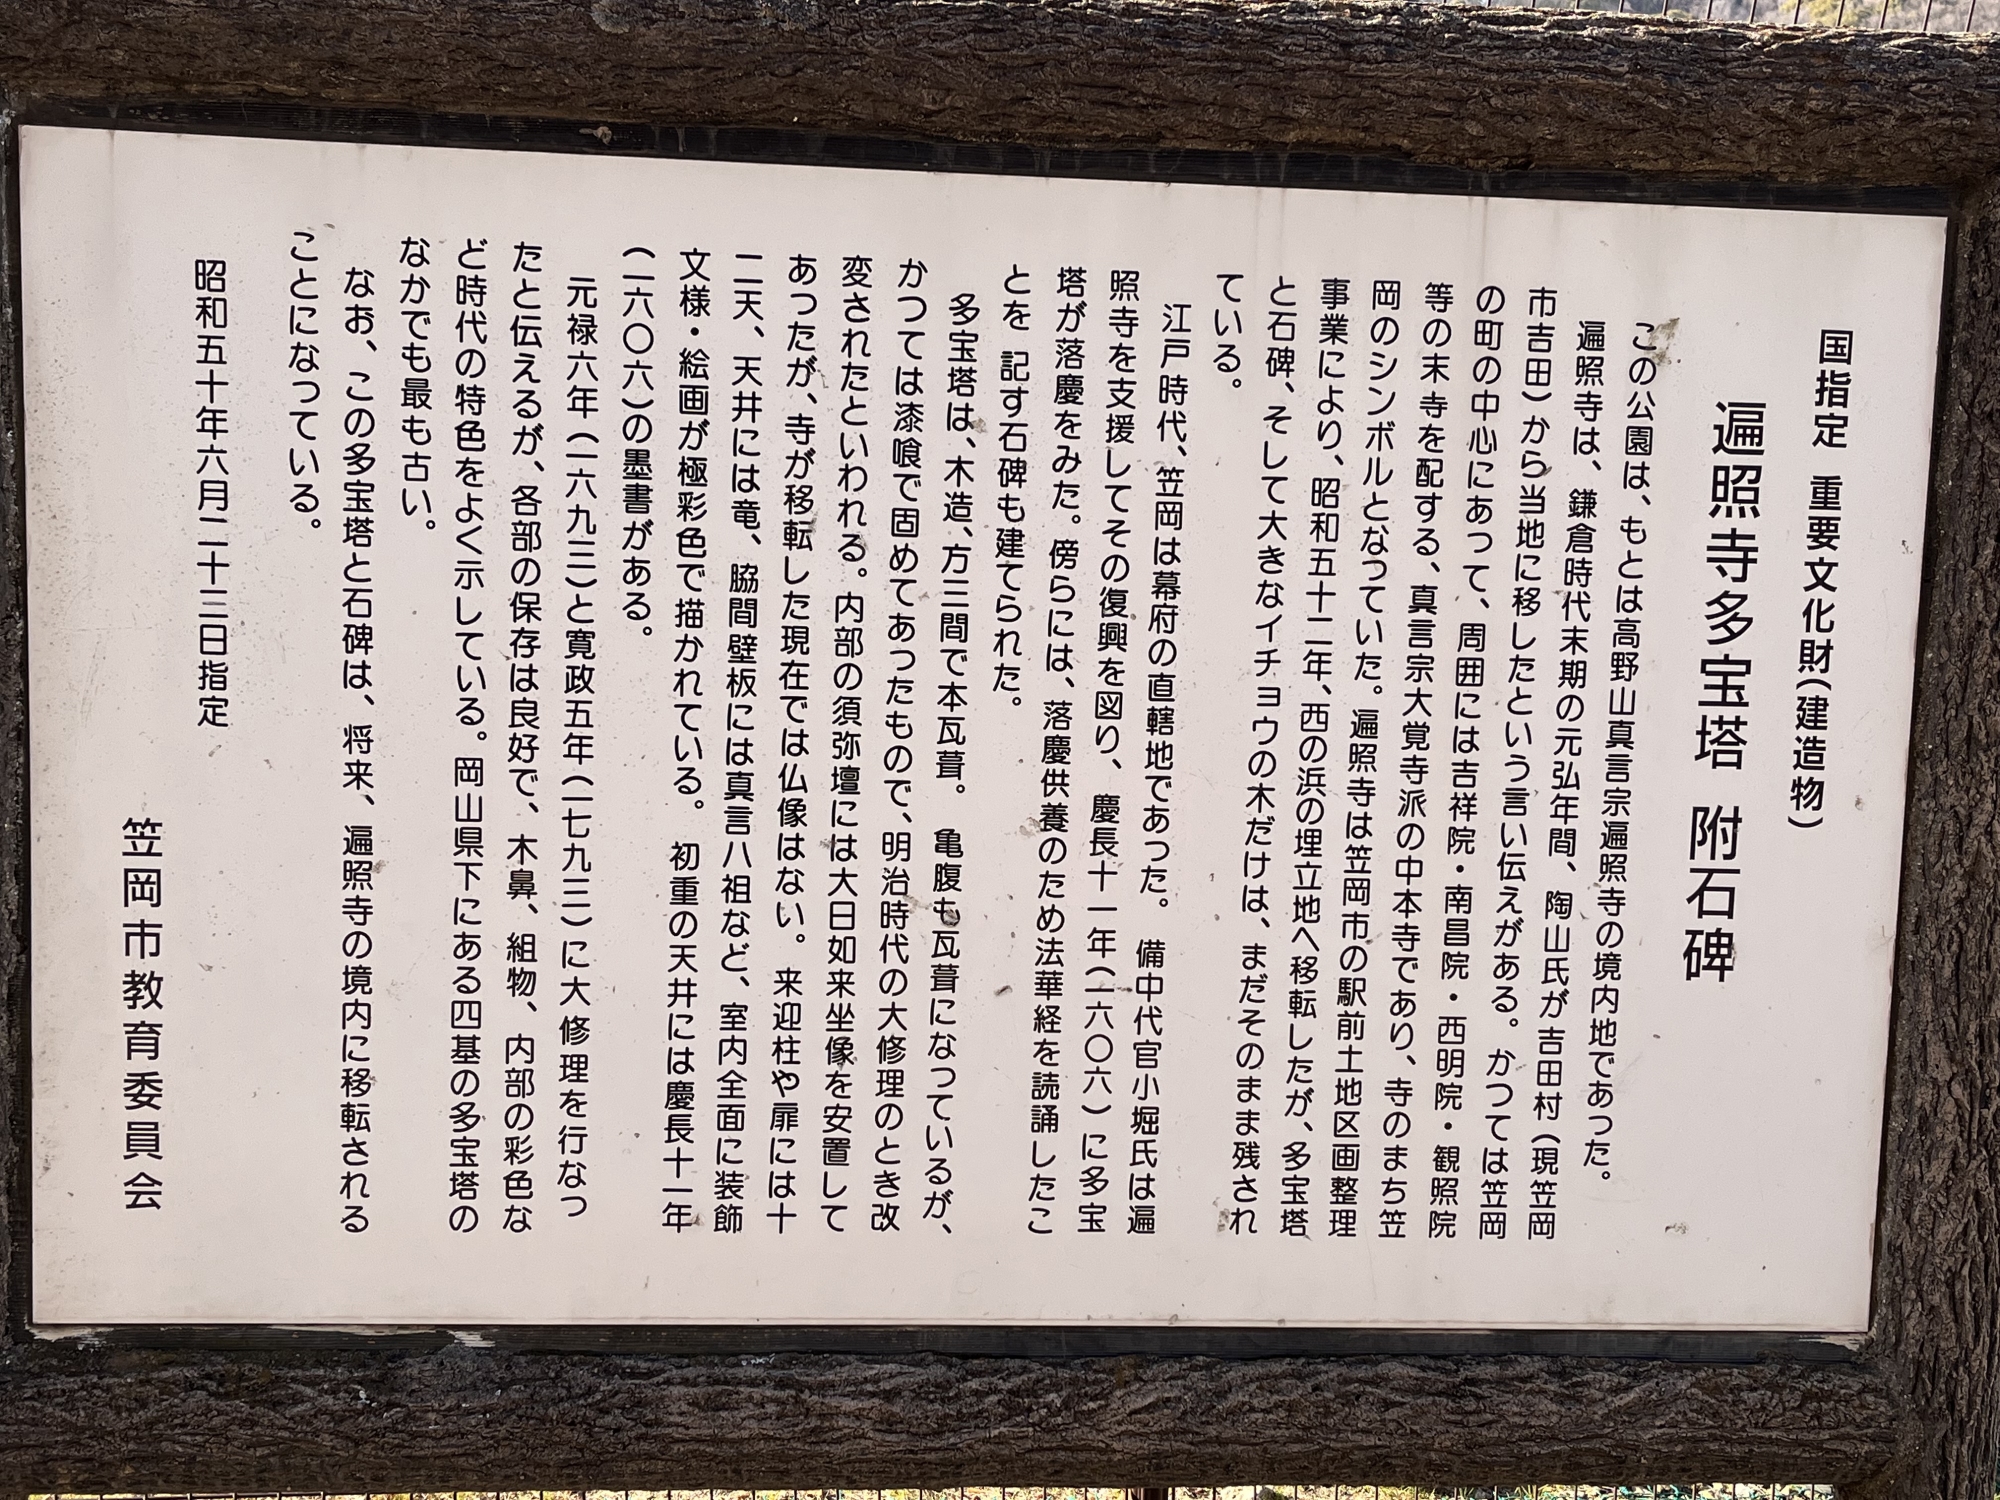 国指定 重要文化財(建造物)
遍照寺多宝塔 附石碑
この公園は、もとは高野山真言宗遍照寺の境内地であった。
遍照寺は、鎌倉時代末期の元弘年間、陶山氏が吉田村(現笠岡
市吉田)から当地に移したという言い伝えがある。かつては笠岡
の町の中心にあって、周囲には吉祥院・南昌院・西明院・観照院
等の末寺を配する、真言宗大覚寺派の中本寺であり、寺のまち笠
岡のシンボルとなっていた。遍照寺は笠岡市の駅前土地区画整理
事業により、昭和五十二年、西の浜の埋立地へ移転したが、多宝塔
と石碑、そして大きなイチョウの木だけは、まだそのまま残され
ている。
江戸時代、笠岡は幕府の直轄地であった。備中代官小堀氏は遍
照寺を支援してその復興を図り、慶長十一年(一六〇六)に多宝
塔が落慶をみた。傍らには、落慶供養のため法華経を読誦したこ
とを 記す石碑も建てられた。
多宝塔は、木造、方三間で本瓦葺。亀腹も瓦葺になっているが、
かつては漆喰で固めてあったもので、明治時代の大修理のとき改
変されたといわれる。内部の須弥壇には大日如来坐像を安置して
あったが、寺が移転した現在では仏像はない。来迎柱や扉には十
二天、天井には竜、脇間壁板には真言八祖など、室内全面に装飾
文様・絵画が極彩色で描かれている。初重の天井には慶長十一年
(一六〇六)の墨書がある。
元禄六年(一六九三)と寛政五年(一七九三)に大修理を行なつ
たと伝えるが、各部の保存は良好で、木鼻、組物、内部の彩色な
ど時代の特色をよく示している。岡山県下にある四基の多宝塔の
なかでも最も古い。
なお、この多宝塔と石碑は、将来、遍照寺の境内に移転される
ことになっている。
昭和五十年六月二十三日指定
笠岡市教育委員会